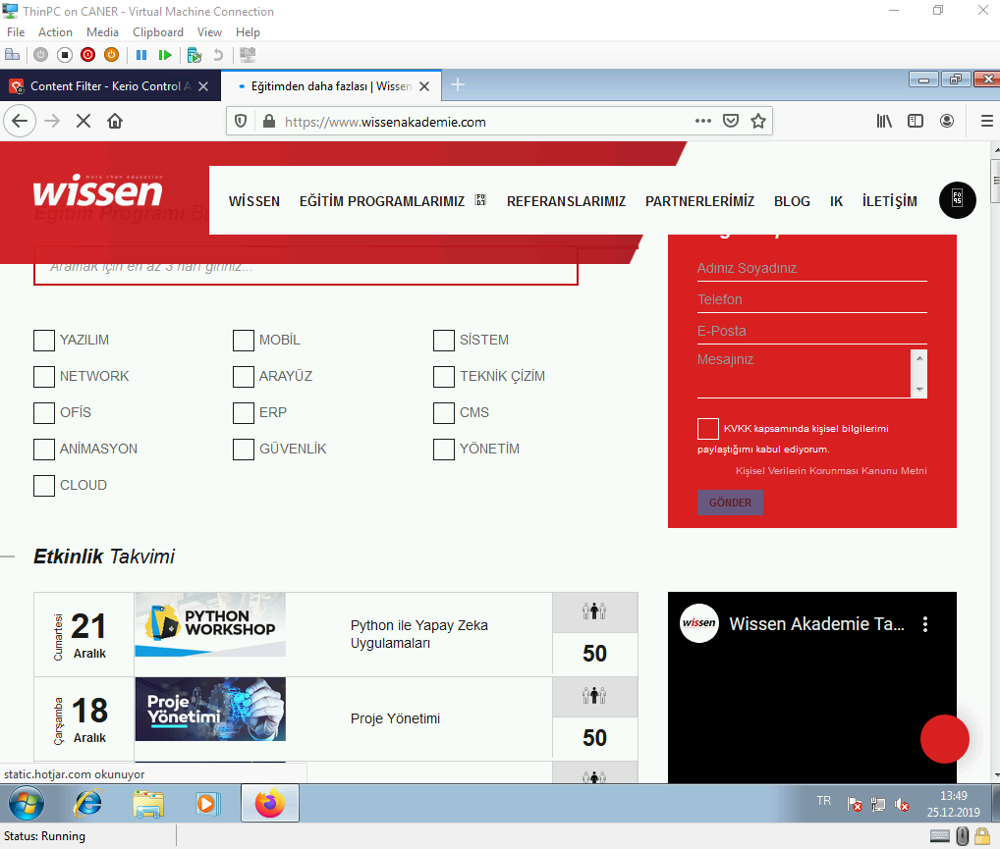 ThinPC on CANER - Virtual Machine Connection
File Action Media Clipboard View Help
Content Filter - Kerio Control A
Eğitimden daha fazlası | Wissen
https://www.wissenakademie.com
more than education
wissen
WİSSEN EĞİTİM PROGRAMLARIMIZ REFERANSLARIMIZ PARTNERLERİMİZ BLOG IK İLETİŞİM
Eğitim Programı
Aramak için en az 3 harf giriniz...
YAZILIM MOBİL SİSTEM
NETWORK ARAYÜZ TEKNİK ÇİZİM
OFİS ERP CMS
ANİMASYON GÜVENLİK YÖNETİM
CLOUD
Adınız Soyadınız
Telefon
E-Posta
Mesajınız
KVKK kapsamında kişisel bilgilerimi
paylaştığımı kabul ediyorum.
Kişisel Verilerin Korunması Kanunu Metni
GÖNDER
Etkinlik Takvimi
Cumartesi
21
Aralık
PYTHON
WORKSHOP
Python ile Yapay Zeka
Uygulamaları
50
Çarşamba
18
Aralık
Proje
Yönetimi
Proje Yönetimi
50
wissen
Wissen Akademie Ta...
static.hotjar.com okunuyor
TR
13:49
25.12.2019
Status: Running